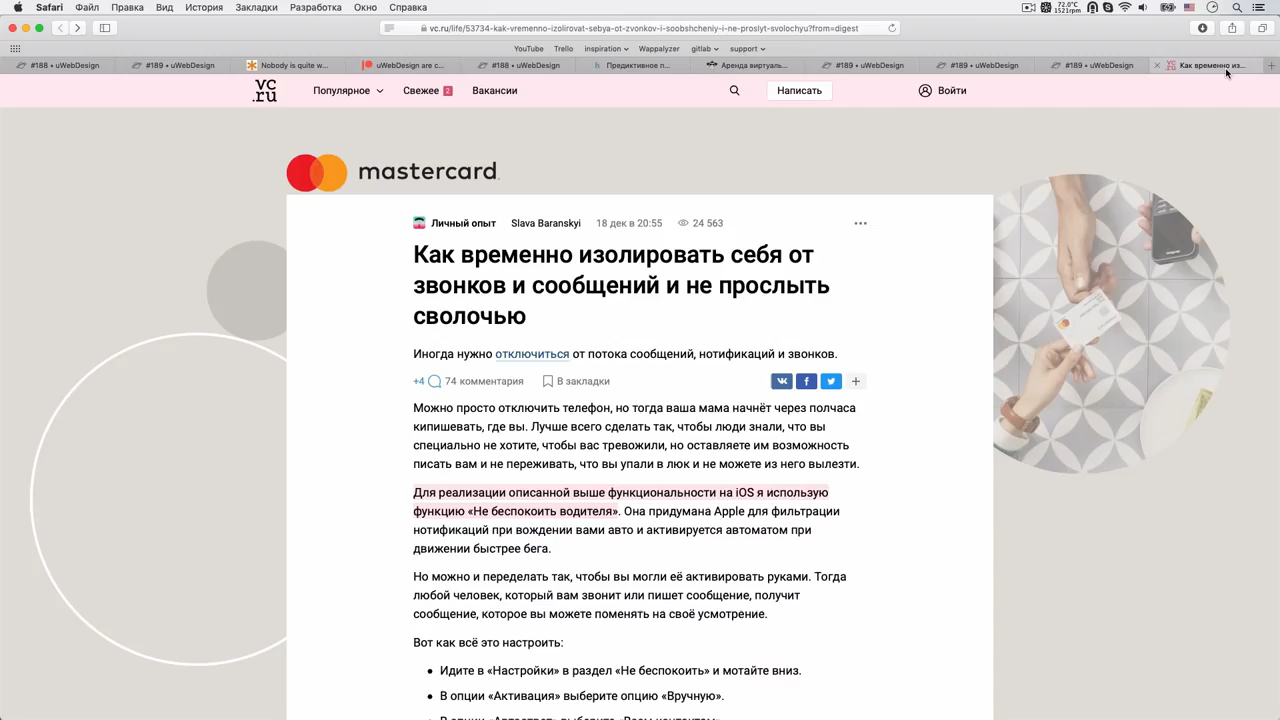 Safari Файл Правка Вид История Закладки Разработка Окно Справка 72.0°C 1521rpm
vc.ru/life/53734-kak-vremenno-izolirovat-sebya-ot-zvonkov-i-soobshcheniy-i-ne-proslyt-svolochyu?from=digest
YouTube Trello inspiration Wappalyzer gitlab support
#188 • uWebDesign #189 • uWebDesign Nobody is quite w... uWebDesign are c... #188 • uWebDesign Предиктивное п... Аренда виртуаль... #189 • uWebDesign #189 • uWebDesign #189 • uWebDesign Как временно из...
vc.ru Популярное Свежее 2 Вакансии Написать Войти
mastercard
Личный опыт Slava Baranskyi 18 дек в 20:55 24 563
Как временно изолировать себя от
звонков и сообщений и не прослыть
сволочью
Иногда нужно отключиться от потока сообщений, нотификаций и звонков.
+4 74 комментария В закладки
Можно просто отключить телефон, но тогда ваша мама начнёт через полчаса
кипишевать, где вы. Лучше всего сделать так, чтобы люди знали, что вы
специально не хотите, чтобы вас тревожили, но оставляете им возможность
писать вам и не переживать, что вы упали в люк и не можете из него вылезти.
Для реализации описанной выше функциональности на iOS я использую
функцию «Не беспокоить водителя». Она придумана Apple для фильтрации
нотификаций при вождении вами авто и активируется автоматом при
движении быстрее бега.
Но можно и переделать так, чтобы вы могли её активировать руками. Тогда
любой человек, который вам звонит или пишет сообщение, получит
сообщение, которое вы можете поменять на своё усмотрение.
Вот как всё это настроить:
• Идите в «Настройки» в раздел «Не беспокоить» и мотайте вниз.
• В опции «Активация» выберите опцию «Вручную».
• В опции «Автоответ» выберите «Всем контактам»